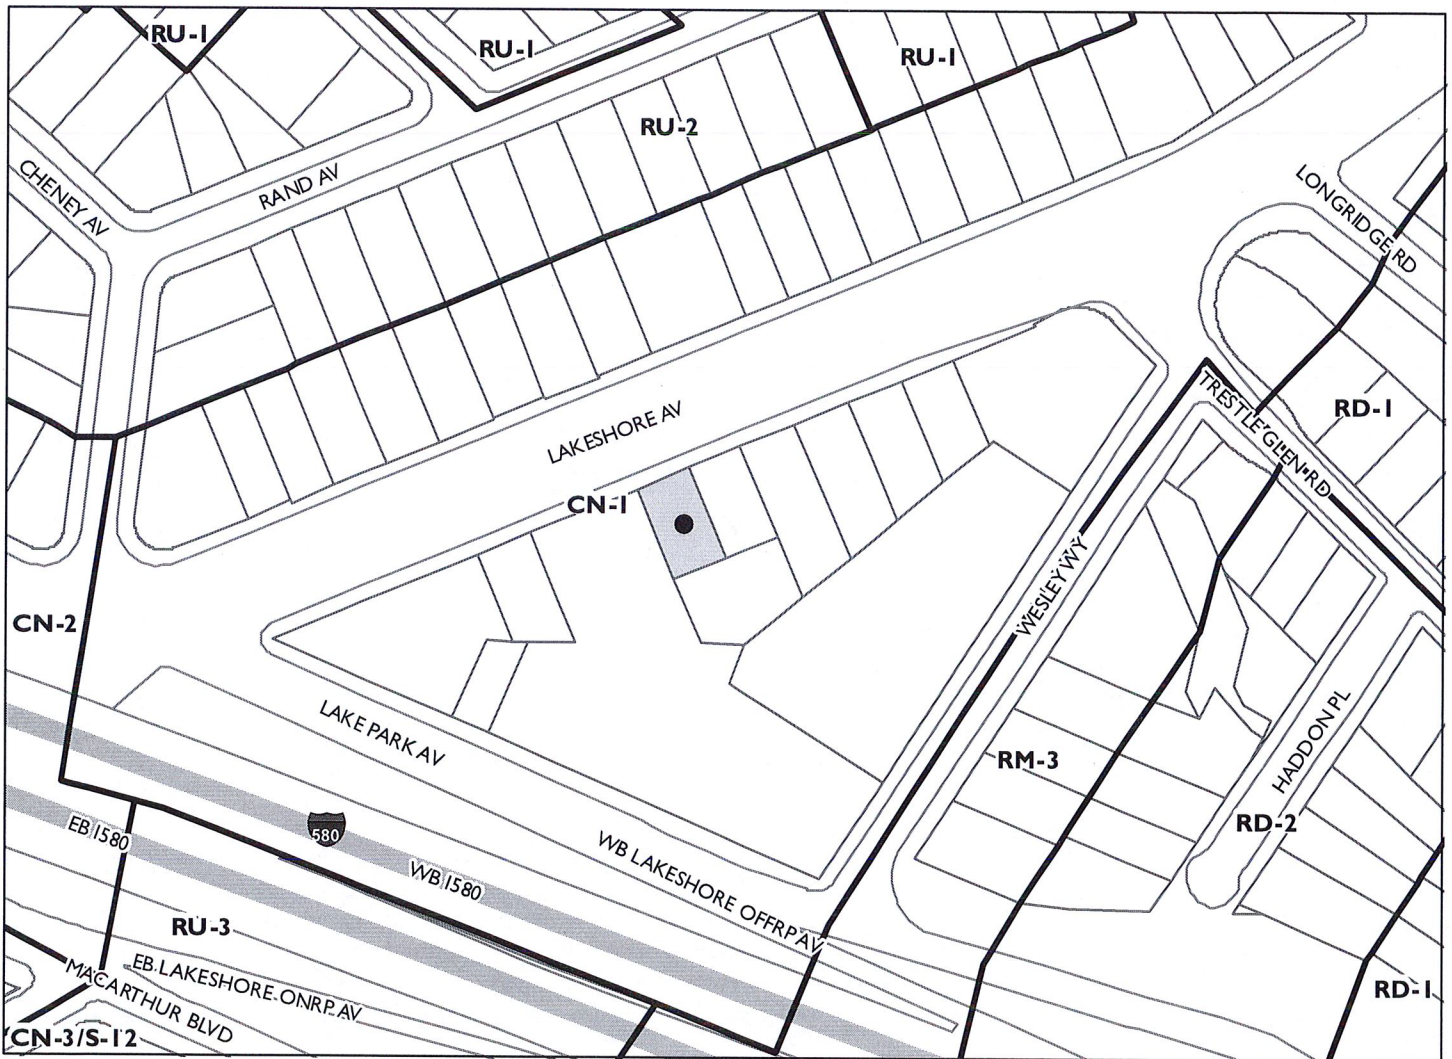 RU-1
RU-1
RU-1
RU-2
CHENEY AV
RAND AV
LONGRIDGE RD
TRESTLE GLEN RD
RD-1
LAKESHORE AV
CN-1
WESLEY WY
CN-2
LAKE PARK AV
HADDON PL
RM-3
RD-2
580
EB I580
WB I580
WB LAKESHORE OFFRP AV
RU-3
EB LAKESHORE ONRP AV
MACARTHUR BLVD
RD-1
CN-3/S-12